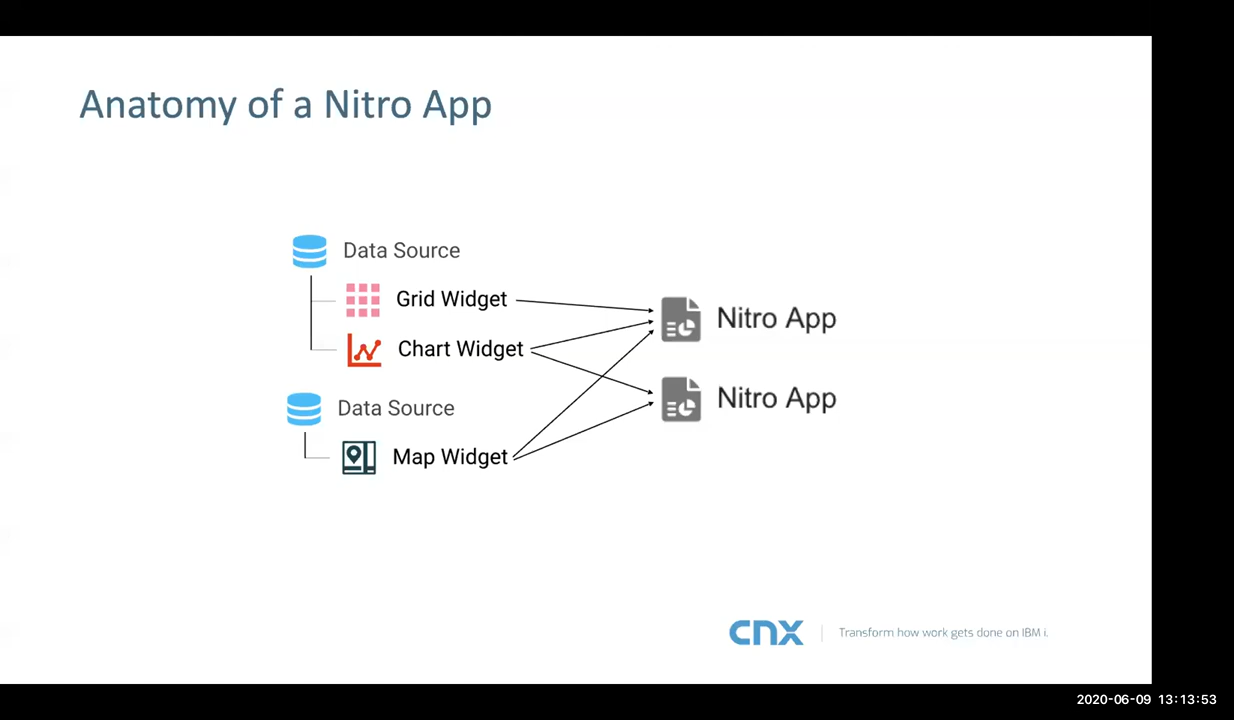 Anatomy of a Nitro App
Data Source
Grid Widget
Chart Widget
Data Source
Map Widget
Nitro App
Nitro App
cnx Transform how work gets done on IBM i.
2020-06-09 13:13:53